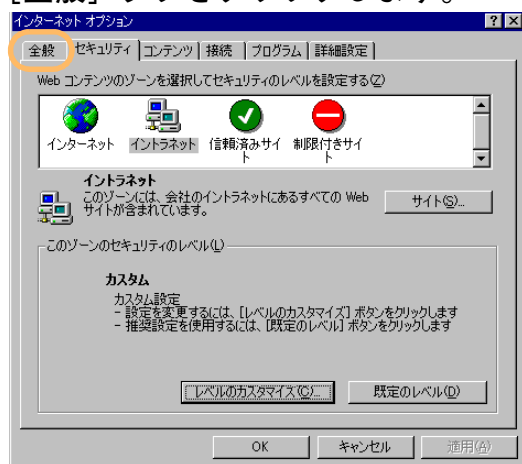 インターネット オプション
全般 セキュリティ コンテンツ 接続 プログラム 詳細設定
Web コンテンツのゾーンを選択してセキュリティのレベルを設定する(Z)
インターネット イントラネット 信頼済みサイト 制限付きサイト
イントラネット
このゾーンには、会社のイントラネットにあるすべての Web
サイトが含まれています。
サイト(S)...
このゾーンのセキュリティのレベル(L)
カスタム
カスタム設定
- 設定を変更するには、[レベルのカスタマイズ] ボタンをクリックします
- 推奨設定を使用するには、[既定のレベル] ボタンをクリックします
レベルのカスタマイズ(C)... 既定のレベル(D)
OK キャンセル 適用(A)